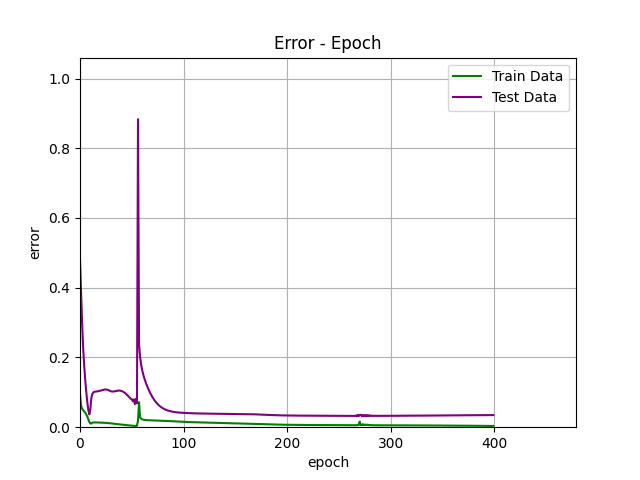 Error - Epoch
Train Data
Test Data
1.0
0.8
0.6
0.4
0.2
0.0
error
0 100 200 300 400
epoch